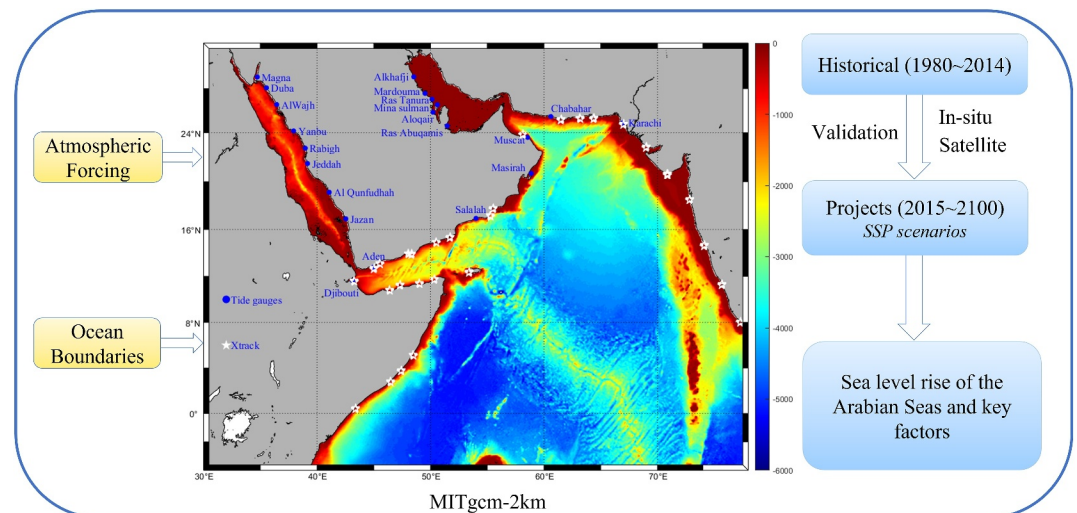 Atmospheric
Forcing
Ocean
Boundaries
Magna
Duba
AlWajh
Yanbu
Rabigh
Jeddah
Al Qunfudhah
Jazan
Alkhafji
Mardouma
Ras Tanura
Mina sulman
Aloqair
Ras Abuqamis
Chabahar
Karachi
Muscat
Masirah
Salalah
Aden
Djibouti
Tide gauges
Xtrack
24°N
16°N
8°N
0°
30°E
40°E
50°E
60°E
70°E
0
-1000
-2000
-3000
-4000
-5000
-6000
MITgcm-2km
Historical (1980~2014)
Validation
In-situ
Satellite
Projects (2015~2100)
SSP scenarios
Sea level rise of the
Arabian Seas and key
factors